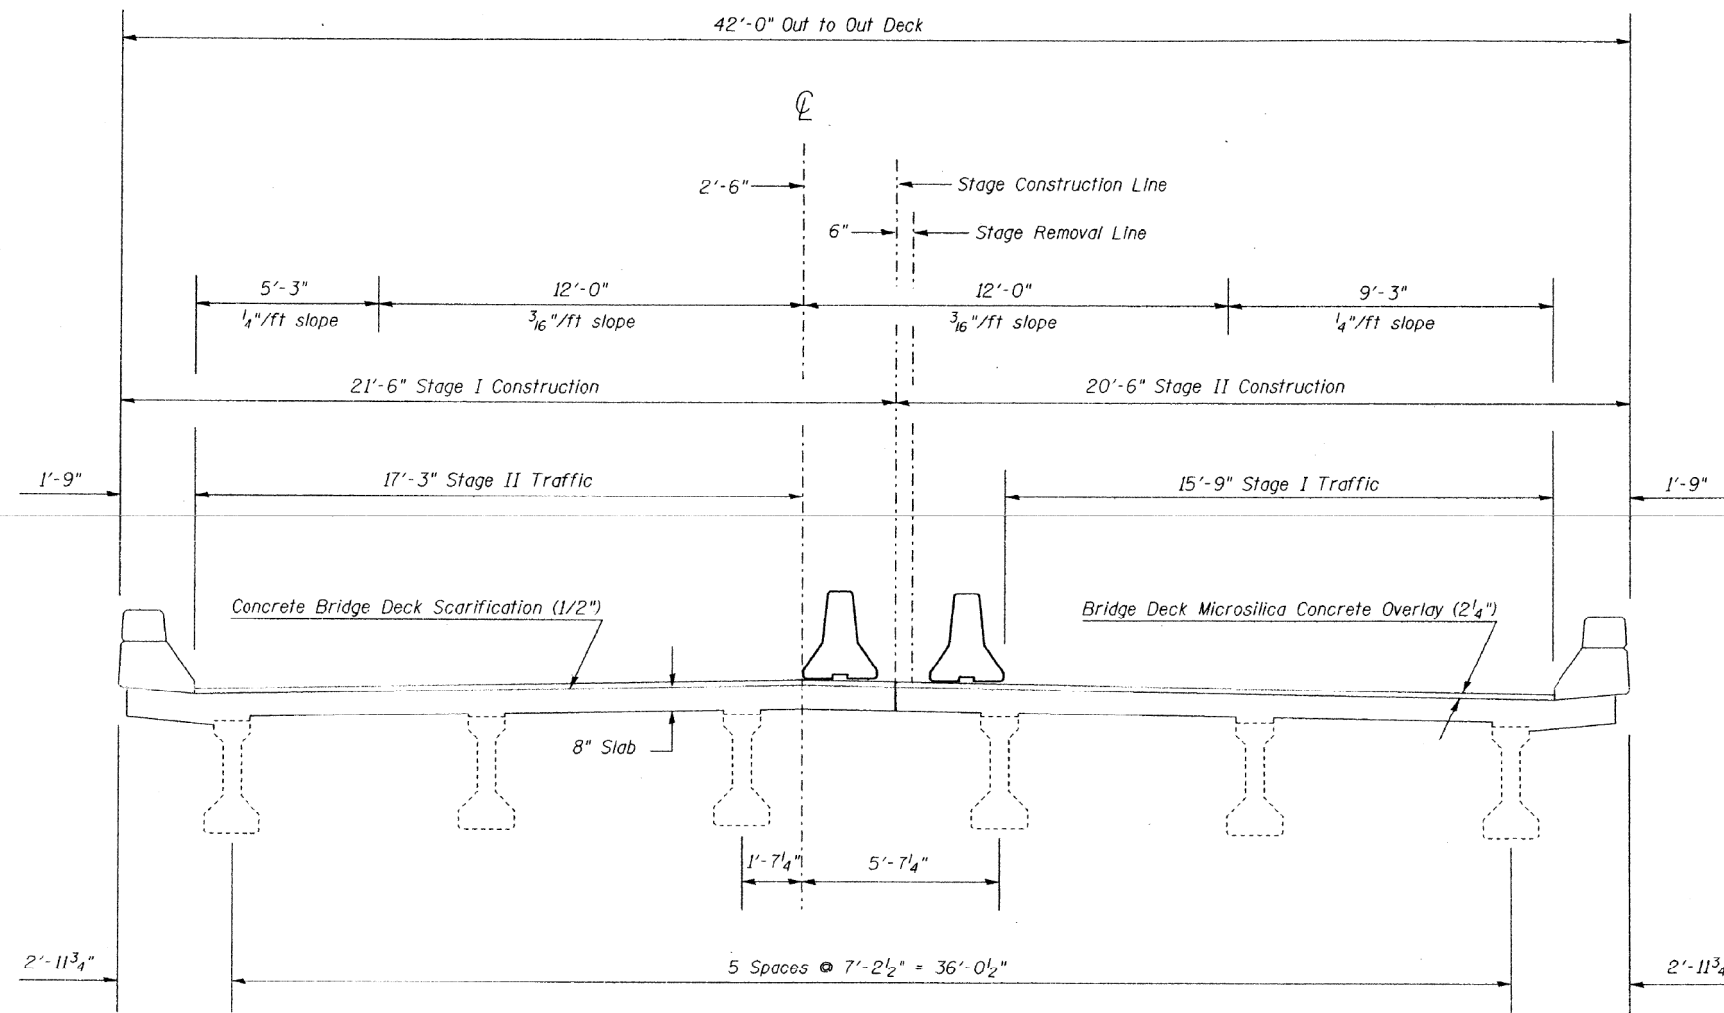 42'-0" Out to Out Deck
℄
2'-6"
Stage Construction Line
6"
Stage Removal Line
5'-3"
12'-0"
12'-0"
9'-3"
1/4"/ft slope
3/16"/ft slope
3/16"/ft slope
1/4"/ft slope
21'-6" Stage I Construction
20'-6" Stage II Construction
1'-9"
17'-3" Stage II Traffic
15'-9" Stage I Traffic
1'-9"
Concrete Bridge Deck Scarification (1/2")
Bridge Deck Microsilica Concrete Overlay (2 1/4")
8" Slab
1'-7 1/4"
5'-7 1/4"
2'-11 3/4"
5 Spaces @ 7'-2 1/2" = 36'-0 1/2"
2'-11 3/4